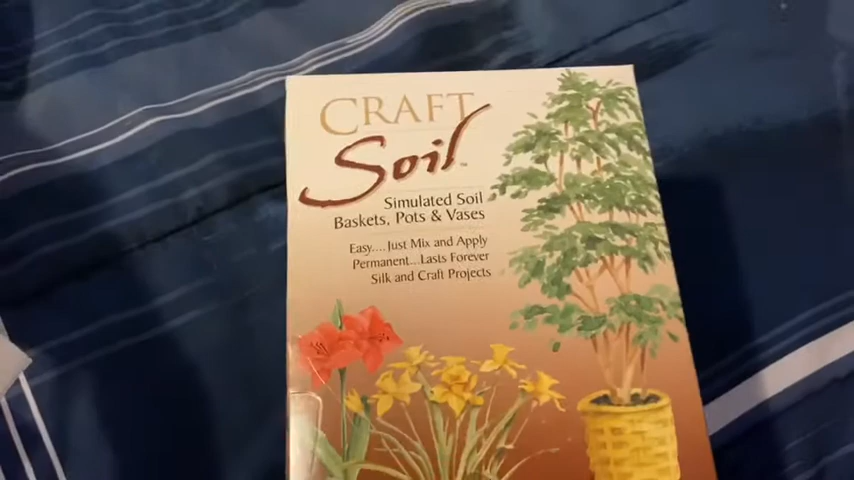 CRAFT
Soil
Simulated Soil
Baskets, Pots & Vases
Easy....Just Mix and Apply
Permanent...Lasts Forever
Silk and Craft Projects